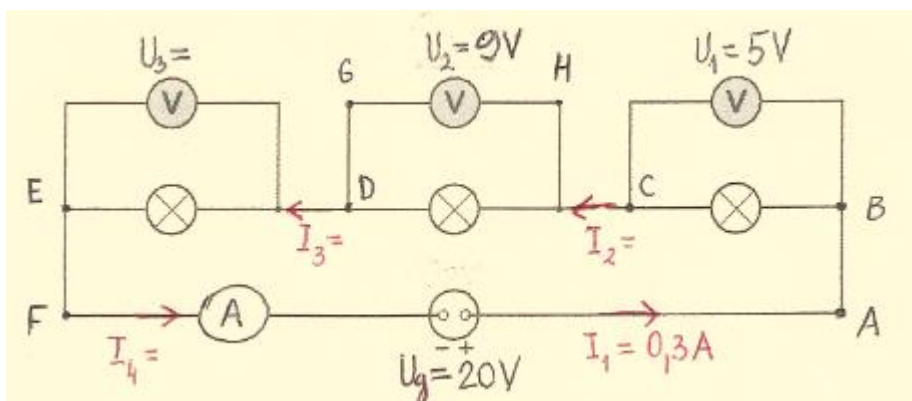 U₃=
G
U₂=9V
H
U₁=5V
V
V
V
E
D
C
B
I₃=
I₂=
F
A
A
I₄=
- +
I₁=0,3A
Ug=20V